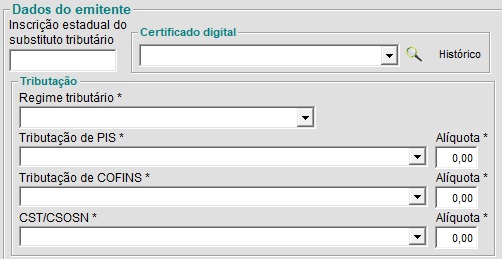 Dados do emitente
Inscrição estadual do
substituto tributário
Certificado digital
Histórico
Tributação
Regime tributário *
Tributação de PIS *
Alíquota *
0,00
Tributação de COFINS *
Alíquota *
0,00
CST/CSOSN *
Alíquota *
0,00